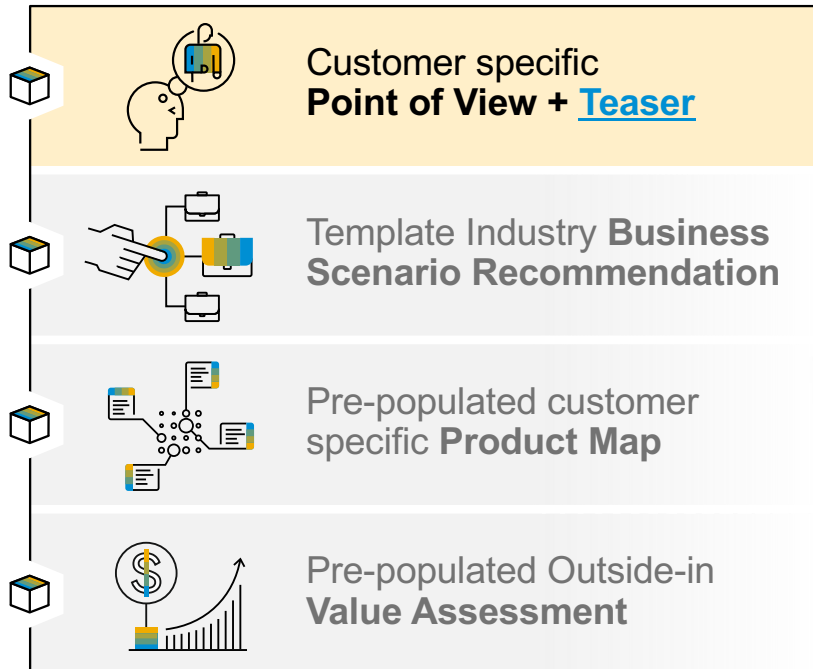 Customer specific
Point of View + Teaser
Template Industry Business
Scenario Recommendation
Pre-populated customer
specific Product Map
$
Pre-populated Outside-in
Value Assessment